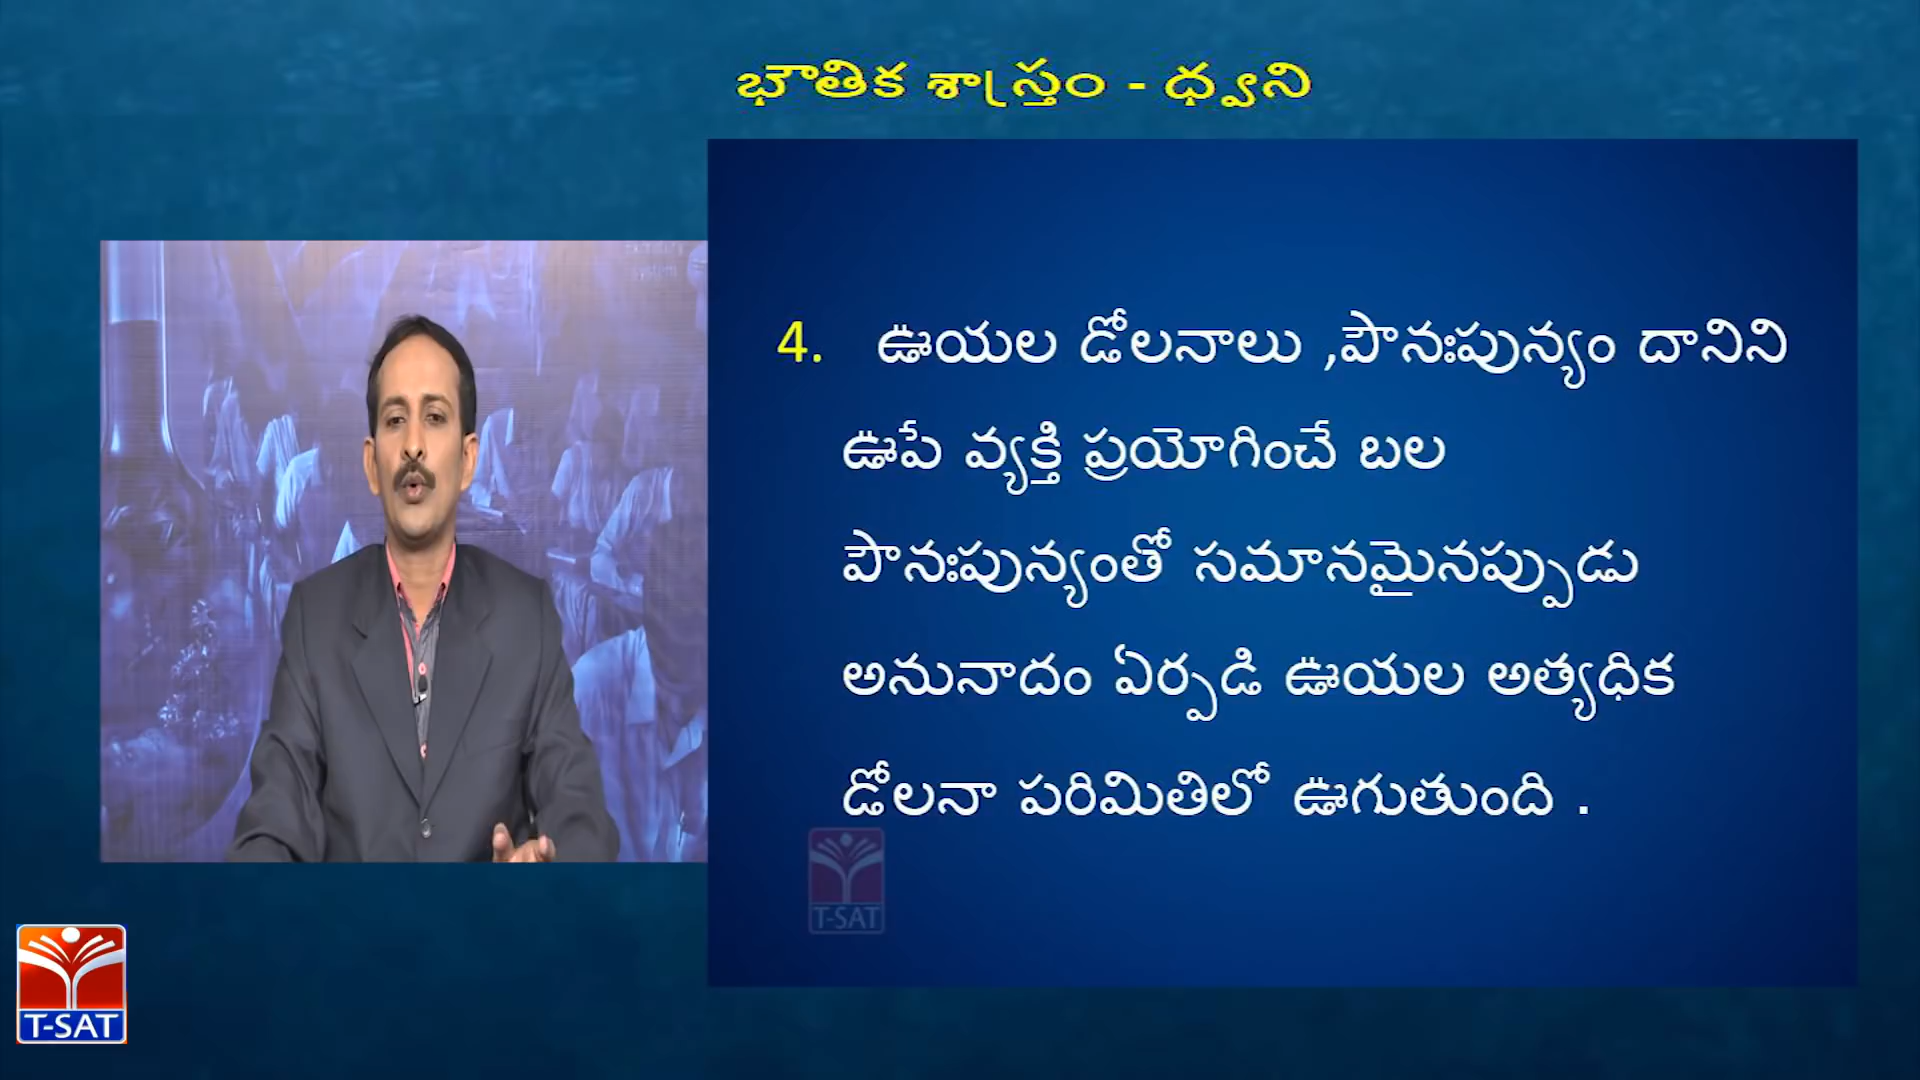 భౌతిక శాస్త్రం - ధ్వని
4. ఊయల డోలనాలు ,పౌనఃపున్యం దానిని
ఊపే వ్యక్తి ప్రయోగించే బల
పౌనఃపున్యంతో సమానమైనప్పుడు
అనునాదం ఏర్పడి ఊయల అత్యధిక
డోలనా పరిమితిలో ఊగుతుంది .
T-SAT
T-SAT